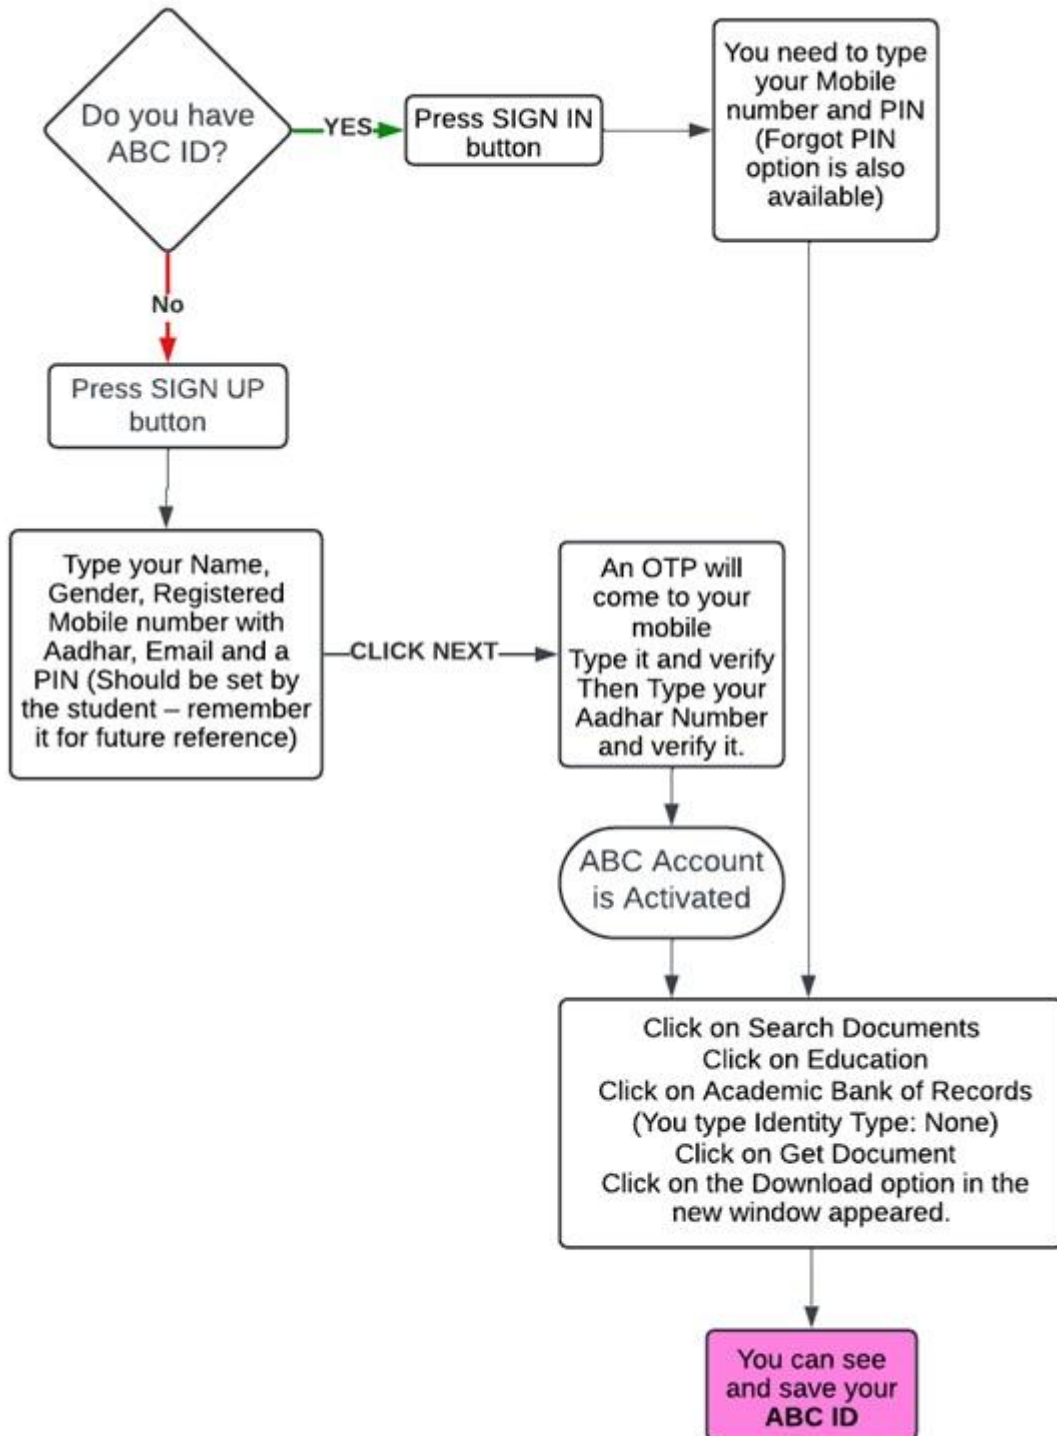 Do you have
ABC ID?
YES
Press SIGN IN
button
You need to type
your Mobile
number and PIN
(Forgot PIN
option is also
available)
No
Press SIGN UP
button
Type your Name,
Gender, Registered
Mobile number with
Aadhar, Email and a
PIN (Should be set by
the student – remember
it for future reference)
CLICK NEXT
An OTP will
come to your
mobile
Type it and verify
Then Type your
Aadhar Number
and verify it.
ABC Account
is Activated
Click on Search Documents
Click on Education
Click on Academic Bank of Records
(You type Identity Type: None)
Click on Get Document
Click on the Download option in the
new window appeared.
You can see
and save your
ABC ID